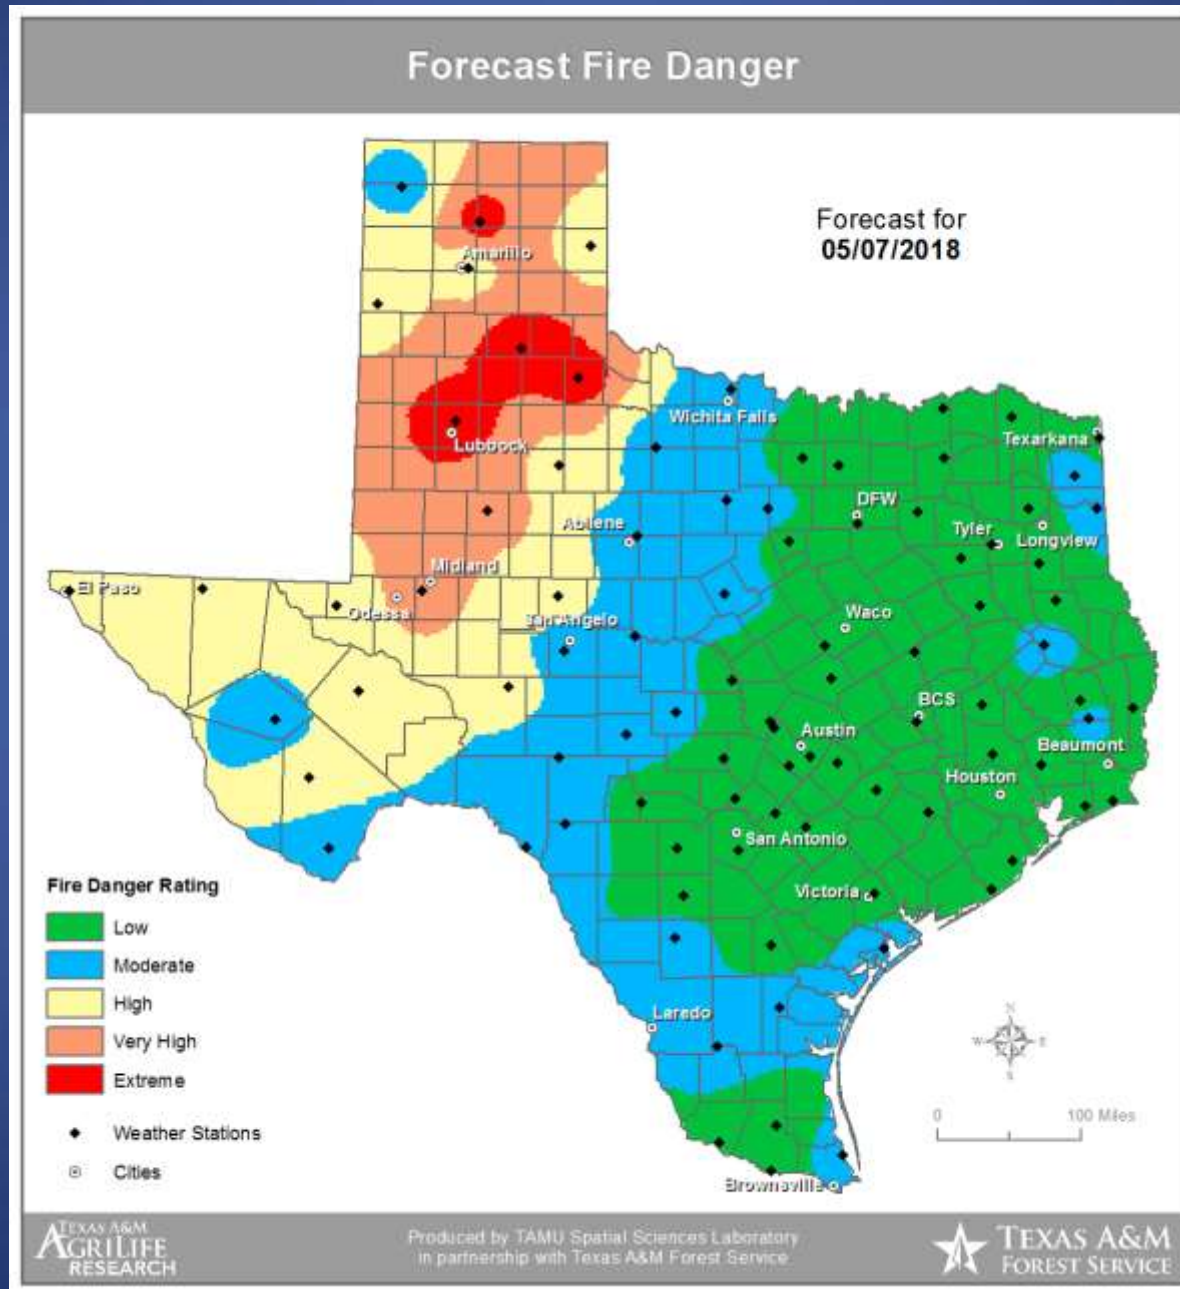 Forecast Fire Danger
Forecast for
05/07/2018
Amarillo
Lubbock
Wichita Falls
Texarkana
DFW
Abilene
Tyler
Longview
Midland
El Paso
Odessa
San Angelo
Waco
BCS
Austin
Beaumont
Houston
San Antonio
Victoria
Fire Danger Rating
Low
Moderate
High
Very High
Extreme
Weather Stations
Cities
Laredo
N
W E
S
0 100 Miles
Brownsville
TEXAS A&M
AGRILIFE
RESEARCH
Produced by TAMU Spatial Sciences Laboratory
in partnership with Texas A&M Forest Service
TEXAS A&M
FOREST SERVICE